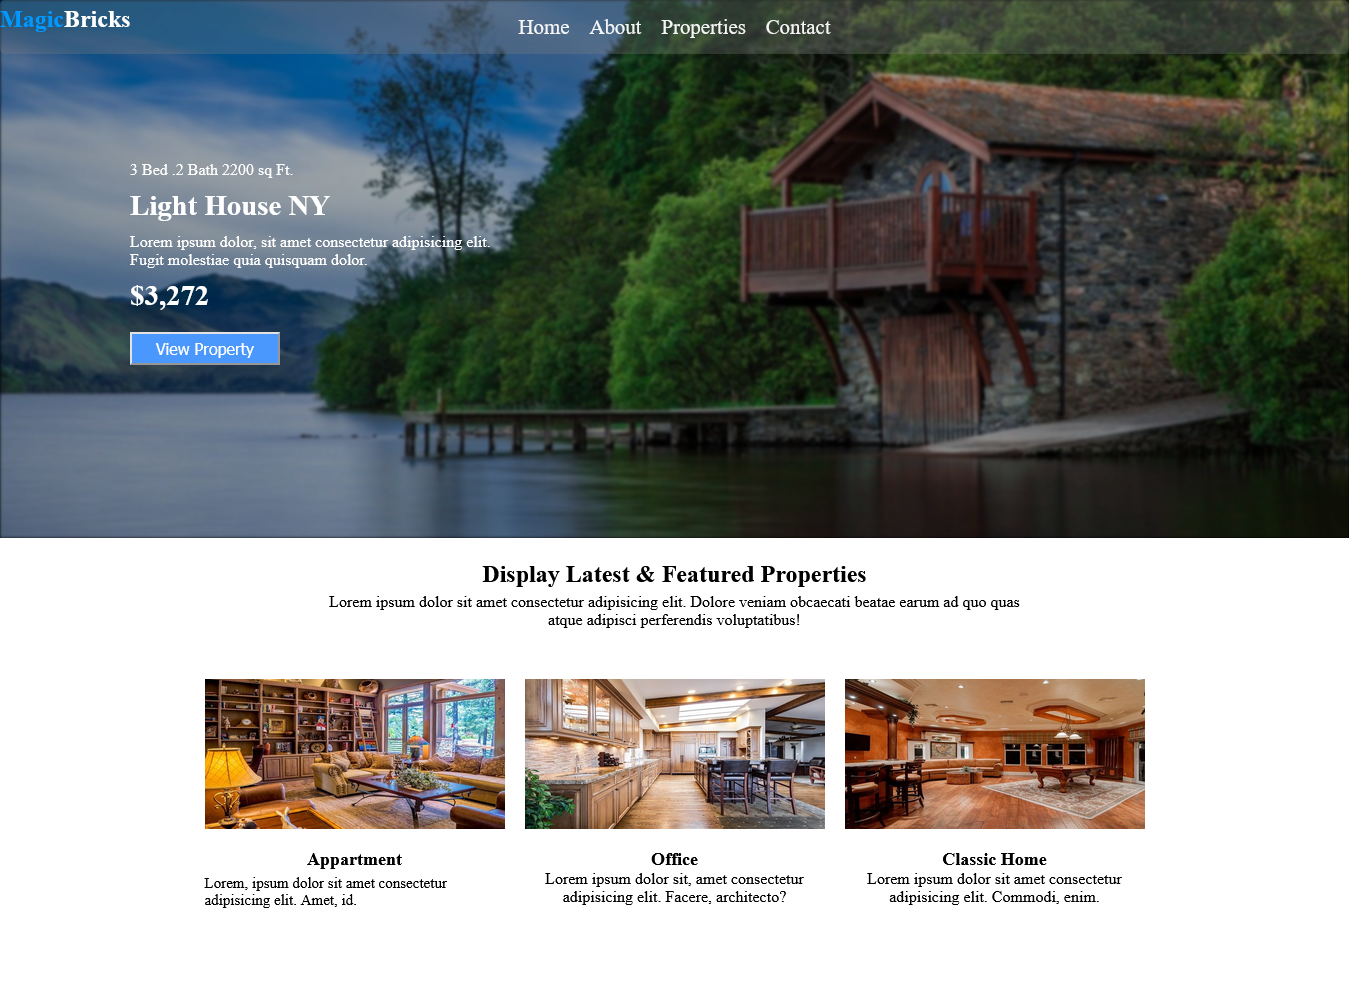 MagicBricks
Home About Properties Contact
3 Bed .2 Bath 2200 sq Ft.
Light House NY
Lorem ipsum dolor, sit amet consectetur adipisicing elit.
Fugit molestiae quia quisquam dolor.
$3,272
View Property
Display Latest & Featured Properties
Lorem ipsum dolor sit amet consectetur adipisicing elit. Dolore veniam obcaecati beatae earum ad quo quas
atque adipisci perferendis voluptatibus!
Appartment
Lorem, ipsum dolor sit amet consectetur
adipisicing elit. Amet, id.
Office
Lorem ipsum dolor sit, amet consectetur
adipisicing elit. Facere, architecto?
Classic Home
Lorem ipsum dolor sit amet consectetur
adipisicing elit. Commodi, enim.